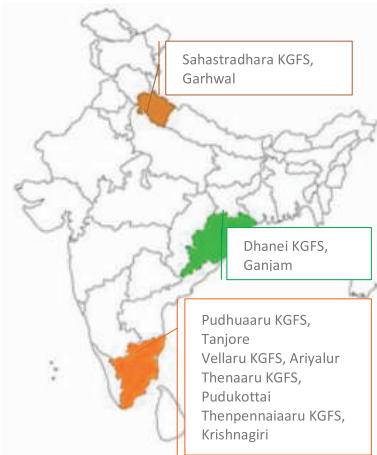 Sahastradhara KGFS,
Garhwal
Dhanei KGFS,
Ganjam
Pudhuaaru KGFS,
Tanjore
Vellaru KGFS, Ariyalur
Thenaaru KGFS,
Pudukottai
Thenpennaiaaru KGFS,
Krishnagiri